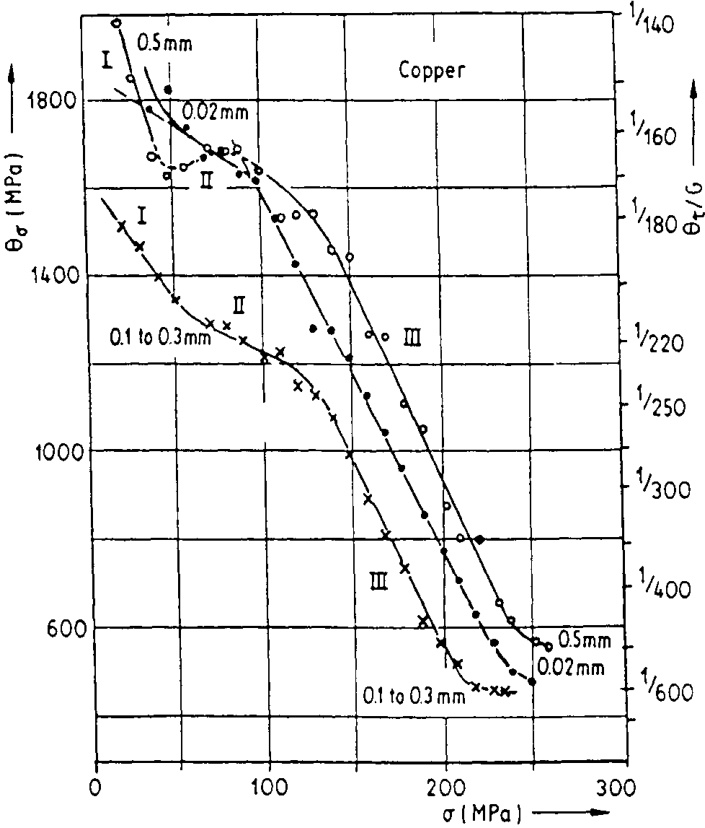 1/140
0.5mm
I
Copper
1800
0.02mm
1/160
II
θσ (MPa)
θτ/G
I
1/180
1400
II
III
0.1 to 0.3mm
1/220
1/250
1000
1/300
III
1/400
600
0.5mm
0.02mm
0.1 to 0.3mm
1/600
0 100 200 300
σ (MPa)